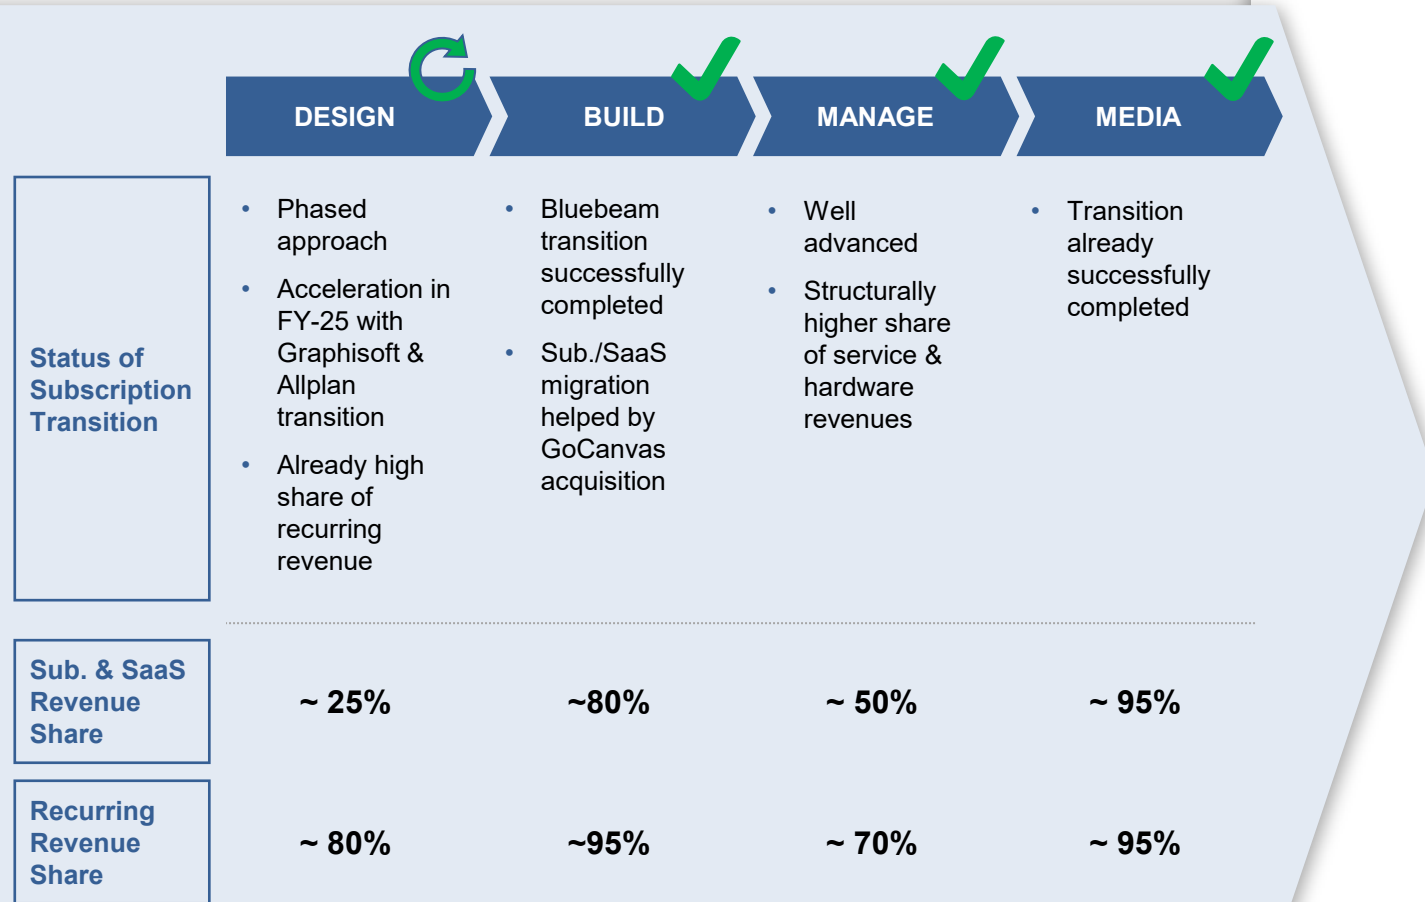 DESIGN
BUILD
MANAGE
MEDIA
Status of
Subscription
Transition
• Phased
approach
• Acceleration in
FY-25 with
Graphisoft &
Allplan
transition
• Already high
share of
recurring
revenue
• Bluebeam
transition
successfully
completed
• Sub./SaaS
migration
helped by
GoCanvas
acquisition
• Well
advanced
• Structurally
higher share
of service &
hardware
revenues
• Transition
already
successfully
completed
Sub. & SaaS
Revenue
Share
~ 25%
~80%
~ 50%
~ 95%
Recurring
Revenue
Share
~ 80%
~95%
~ 70%
~ 95%